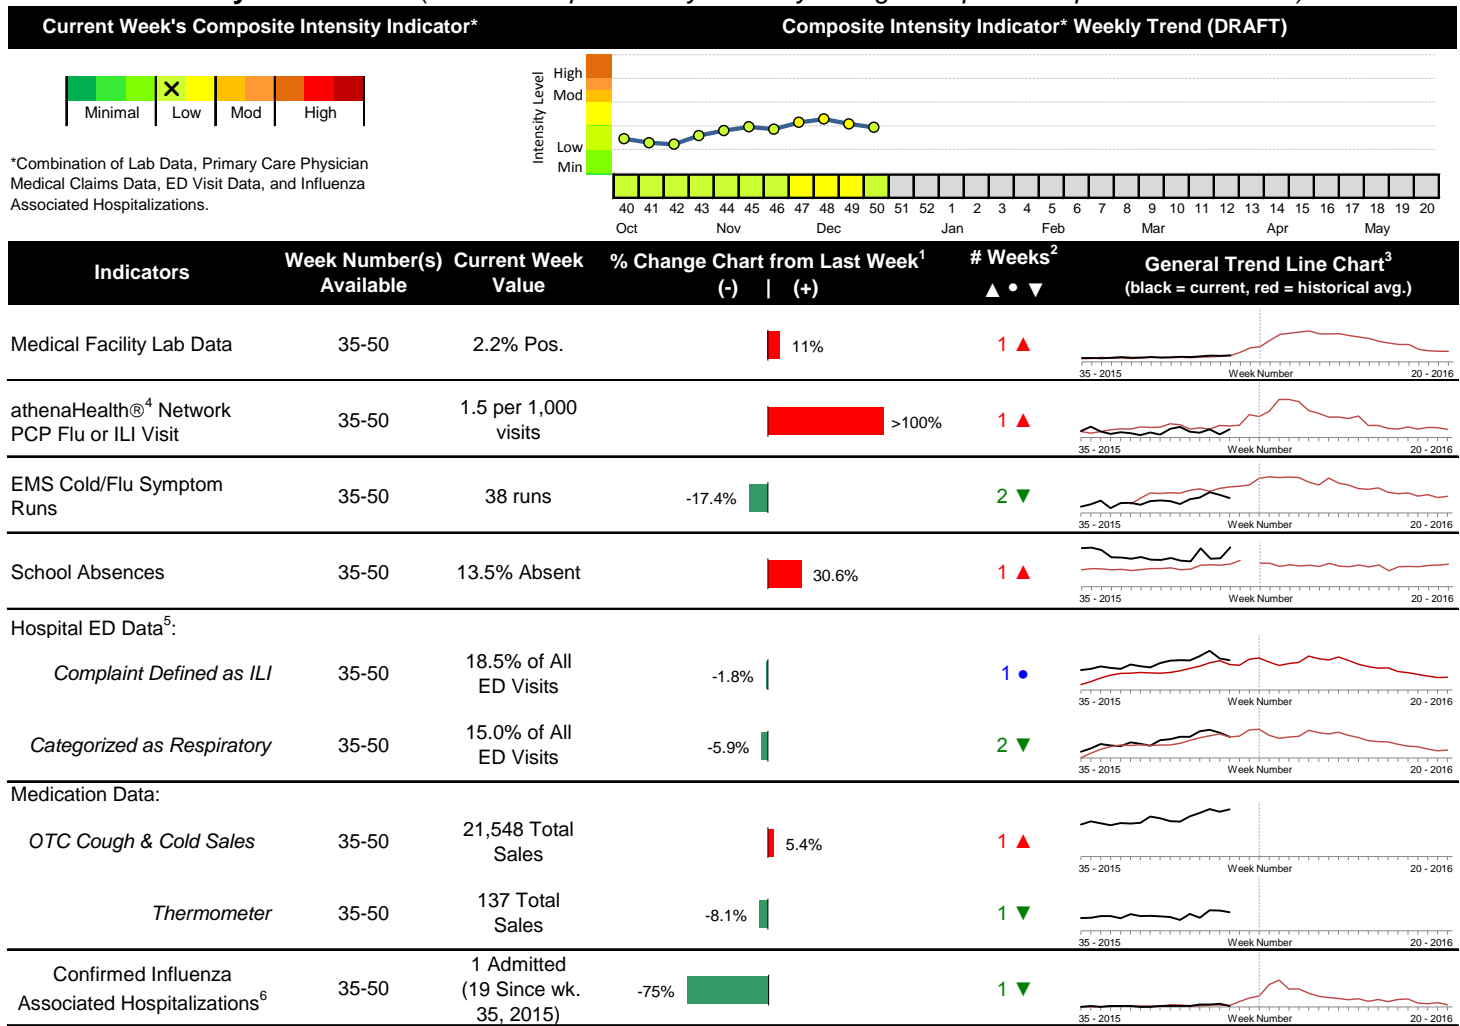 Current Week's Composite Intensity Indicator*
Composite Intensity Indicator* Weekly Trend (DRAFT)
Minimal Low Mod High
*Combination of Lab Data, Primary Care Physician
Medical Claims Data, ED Visit Data, and Influenza
Associated Hospitalizations.
Intensity Level
High
Mod
Low
Min
40 41 42 43 44 45 46 47 48 49 50 51 52 1 2 3 4 5 6 7 8 9 10 11 12 13 14 15 16 17 18 19 20
Oct Nov Dec Jan Feb Mar Apr May
Indicators
Week Number(s)
Available
Current Week
Value
% Change Chart from Last Week1
(-) | (+)
# Weeks2
▲ ● ▼
General Trend Line Chart3
(black = current, red = historical avg.)
Medical Facility Lab Data
35-50
2.2% Pos.
11%
1 ▲
35 - 2015 Week Number 20 - 2016
athenaHealth®4 Network
PCP Flu or ILI Visit
35-50
1.5 per 1,000
visits
>100%
1 ▲
35 - 2015 Week Number 20 - 2016
EMS Cold/Flu Symptom
Runs
35-50
38 runs
-17.4%
2 ▼
35 - 2015 Week Number 20 - 2016
School Absences
35-50
13.5% Absent
30.6%
1 ▲
35 - 2015 Week Number 20 - 2016
Hospital ED Data5:
Complaint Defined as ILI
35-50
18.5% of All
ED Visits
-1.8%
1 ●
35 - 2015 Week Number 20 - 2016
Categorized as Respiratory
35-50
15.0% of All
ED Visits
-5.9%
2 ▼
35 - 2015 Week Number 20 - 2016
Medication Data:
OTC Cough & Cold Sales
35-50
21,548 Total
Sales
5.4%
1 ▲
35 - 2015 Week Number 20 - 2016
Thermometer
35-50
137 Total
Sales
-8.1%
1 ▼
35 - 2015 Week Number 20 - 2016
Confirmed Influenza
Associated Hospitalizations6
35-50
1 Admitted
(19 Since wk.
35, 2015)
-75%
1 ▼
35 - 2015 Week Number 20 - 2016